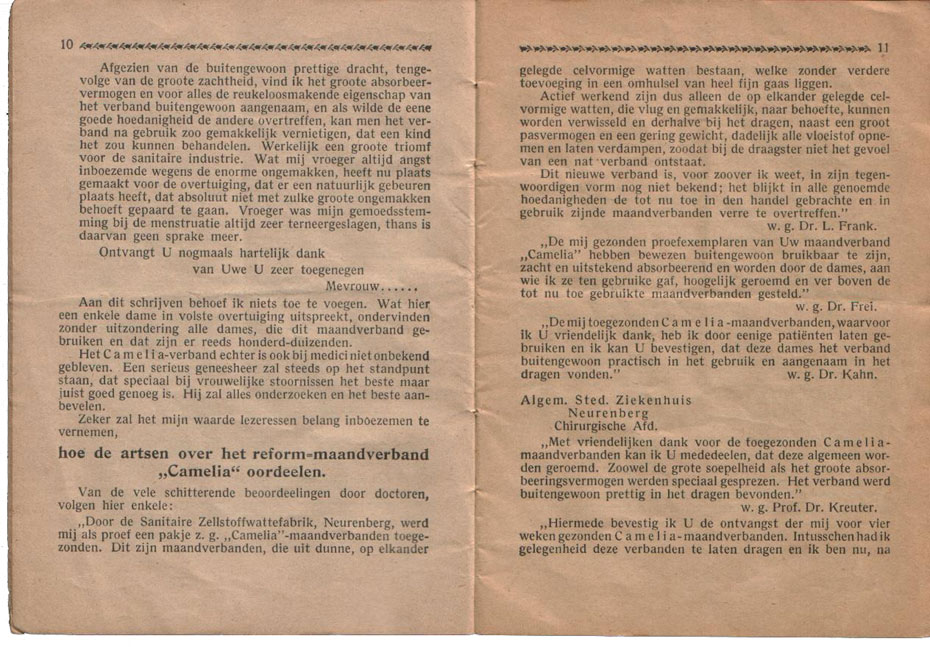 10
Afgezien van de buitengewoon prettige dracht, tenge-
volge van de groote zachtheid, vind ik het groote absorbeer-
vermogen en voor alles de reukeloosmakende eigenschap van
het verband buitengewoon aangenaam, en als wilde de eene
goede hoedanigheid de andere overtreffen, kan men het ver-
band na gebruik zoo gemakkelijk vernietigen, dat een kind
het zou kunnen behandelen. Werkelijk een groote triomf
voor de sanitaire industrie. Wat mij vroeger altijd angst
inboezemde wegens de enorme ongemakken, heeft nu plaats
gemaakt voor de overtuiging, dat er een natuurlijk gebeuren
plaats heeft, dat absoluut niet met zulke groote ongemakken
behoeft gepaard te gaan. Vroeger was mijn gemoedsstem-
ming bij de menstruatie altijd zeer terneergeslagen, thans is
daarvan geen sprake meer.
Ontvangt U nogmaals hartelijk dank
van Uwe U zeer toegenegen
Mevrouw......
Aan dit schrijven behoef ik niets toe te voegen. Wat hier
een enkele dame in volste overtuiging uitspreekt, ondervinden
zonder uitzondering alle dames, die dit maandverband ge-
bruiken en dat zijn er reeds honderd-duizenden.
Het Camelia-verband echter is ook bij medici niet onbekend
gebleven. Een serieus geneesheer zal steeds op het standpunt
staan, dat speciaal bij vrouwelijke stoornissen het beste maar
juist goed genoeg is. Hij zal alles onderzoeken en het beste aan-
bevelen.
Zeker zal het mijn waarde lezeressen belang inboezemen te
vernemen,
hoe de artsen over het reform-maandverband
„Camelia“ oordeelen.
Van de vele schitterende beoordeelingen door doctoren,
volgen hier enkele:
„Door de Sanitaire Zellstoffwattefabrik, Neurenberg, werd
mij als proef een pakje z. g. „Camelia“-maandverbanden toege-
zonden. Dit zijn maandverbanden, die uit dunne, op elkander
11
gelegde celvormige watten bestaan, welke zonder verdere
toevoeging in een omhulsel van heel fijn gaas liggen.
Actief werkend zijn dus alleen de op elkander gelegde cel-
vormige watten, die vlug en gemakkelijk, naar behoefte, kunnen
worden verwisseld en derhalve bij het dragen, naast een groot
pasvermogen en een gering gewicht, dadelijk alle vloeistof opne-
men en laten verdampen, zoodat bij de draagster niet het gevoel
van een nat verband ontstaat.
Dit nieuwe verband is, voor zoover ik weet, in zijn tegen-
woordigen vorm nog niet bekend; het blijkt in alle genoemde
hoedanigheden de tot nu toe in den handel gebrachte en in
gebruik zijnde maandverbanden verre te overtreffen.”
w. g. Dr. L. Frank.
„De mij gezonden proefexemplaren van Uw maandverband
„Camelia“ hebben bewezen buitengewoon bruikbaar te zijn,
zacht en uitstekend absorbeerend en worden door de dames, aan
wie ik ze ten gebruike gaf, hoogelijk geroemd en ver boven de
tot nu toe gebruikte maandverbanden gesteld.”
w. g. Dr. Frei.
„De mij toegezonden Camelia-maandverbanden, waarvoor
ik U vriendelijk dank, heb ik door eenige patiënten laten ge-
bruiken en ik kan U bevestigen, dat deze dames het verband
buitengewoon practisch in het gebruik en aangenaam in het
dragen vonden.” w. g. Dr. Kahn.
Algem. Sted. Ziekenhuis
Neurenberg
Chirurgische Afd.
„Met vriendelijken dank voor de toegezonden Camelia-
maandverbanden kan ik U mededeelen, dat deze algemeen wor-
den geroemd. Zoowel de grote soepelheid als het groote absor-
beeringsvermogen werden speciaal gesprezen. Het verband werd
buitengewoon prettig in het dragen bevonden.”
w. g. Prof. Dr. Kreuter.
„Hiermede bevestig ik U de ontvangst der mij voor vier
weken gezonden Camelia-maandverbanden. Intusschen had ik
gelegenheid deze verbanden te laten dragen en ik ben nu, na